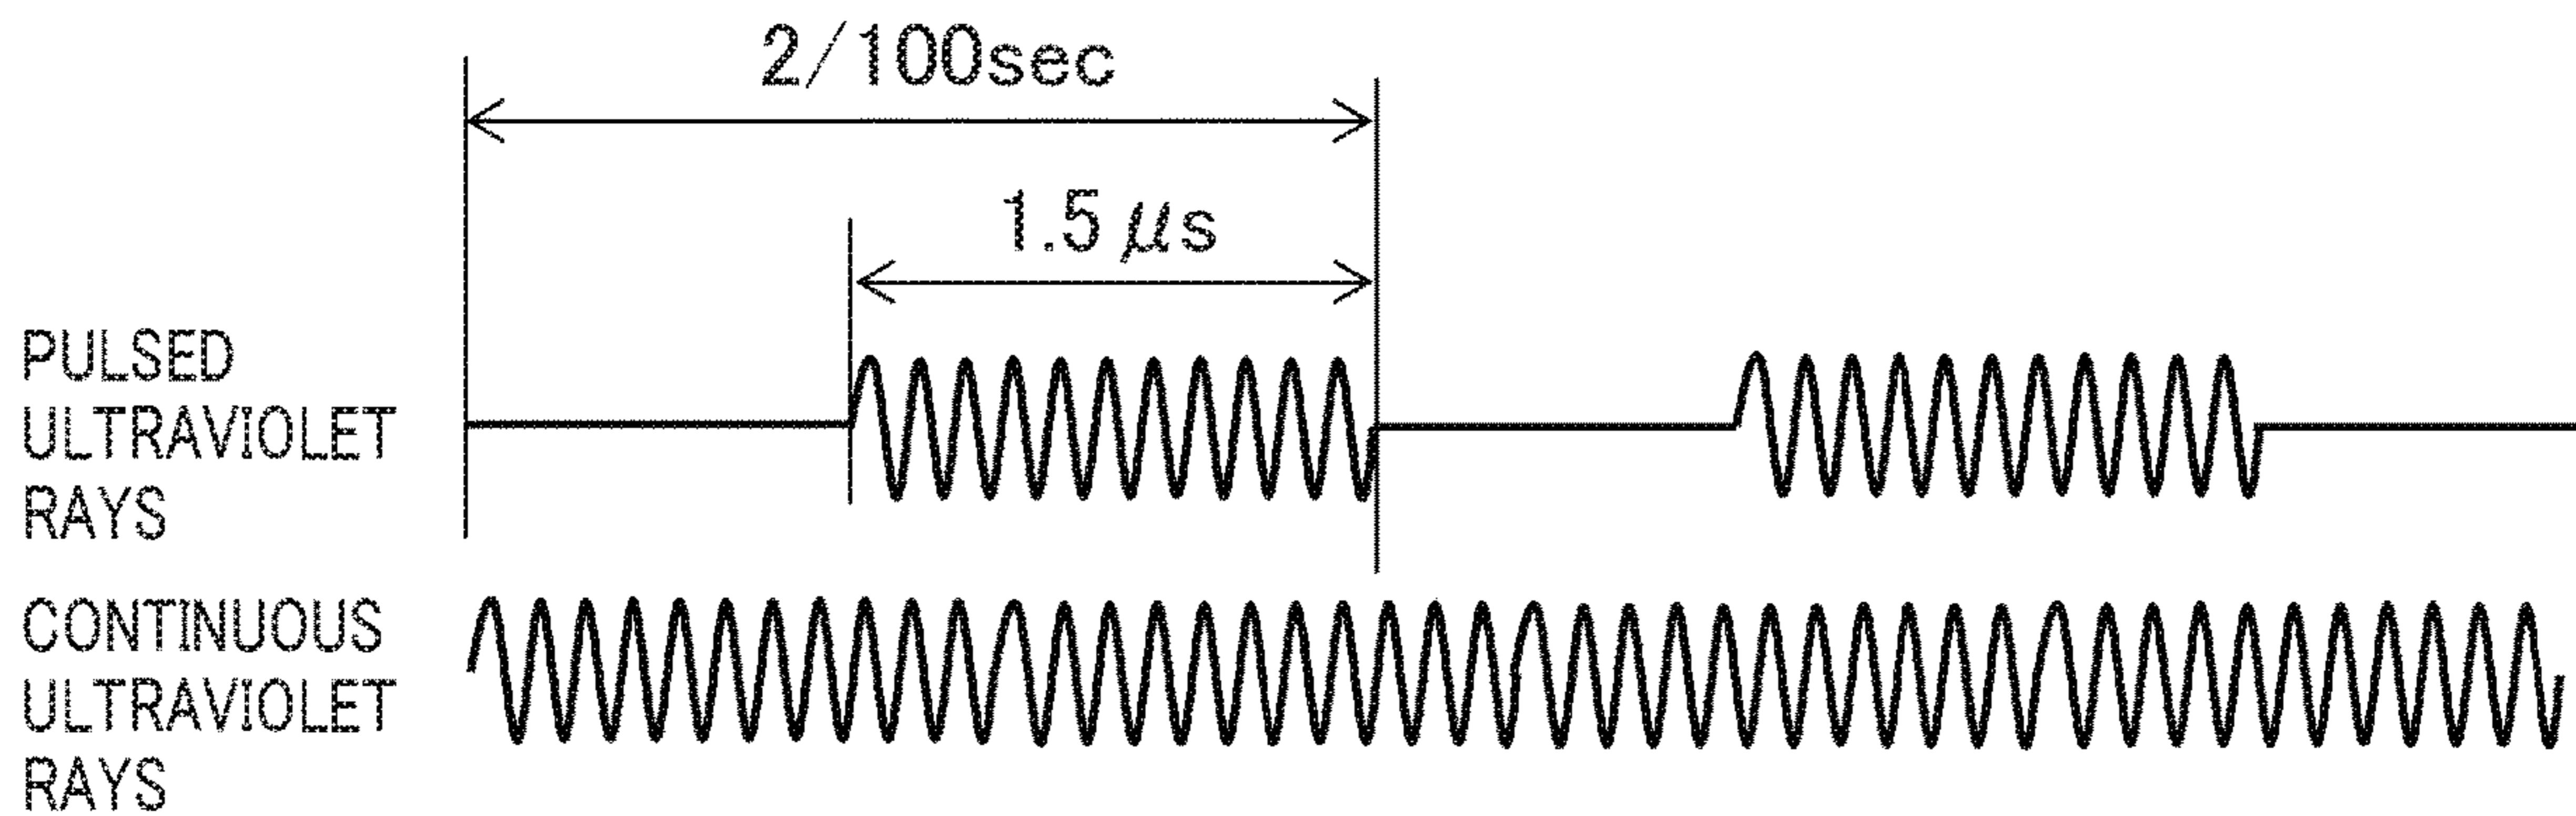 2/100sec
1.5 μs
PULSED
ULTRAVIOLET
RAYS
CONTINUOUS
ULTRAVIOLET
RAYS